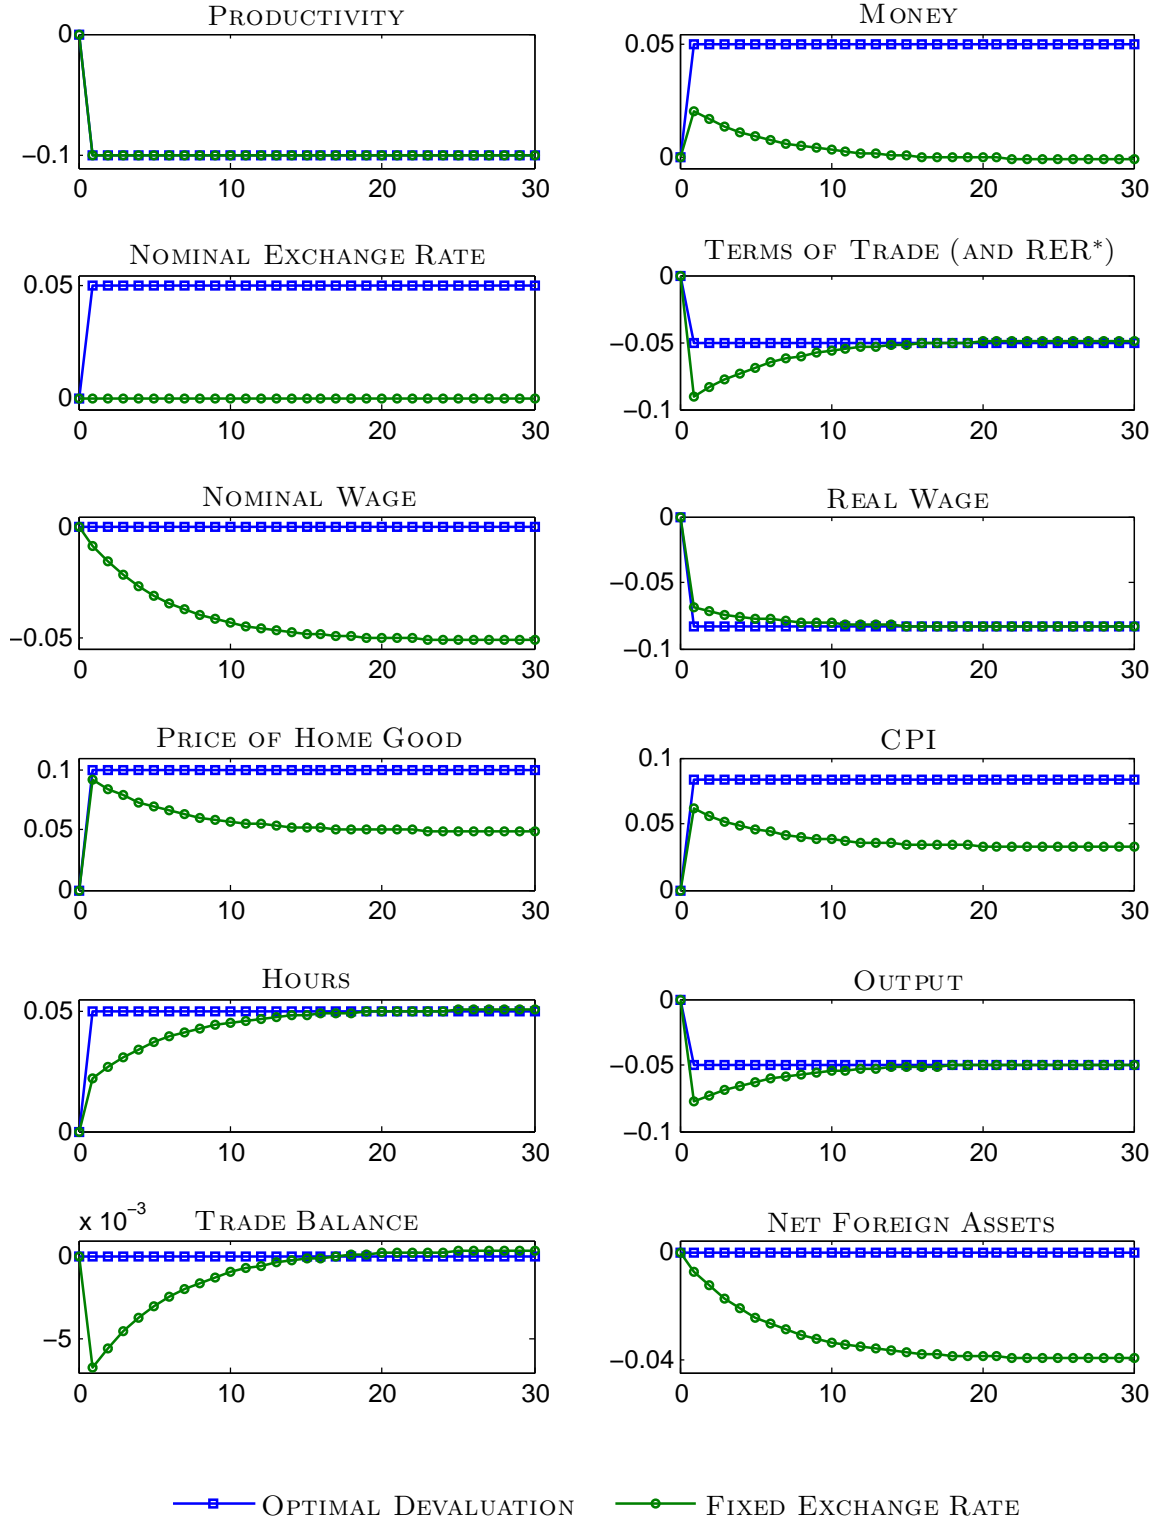 PRODUCTIVITY
0
−0.1
0 10 20 30
MONEY
0.05
0
0 10 20 30
NOMINAL EXCHANGE RATE
0.05
0
0 10 20 30
TERMS OF TRADE (AND RER*)
0
−0.05
−0.1
0 10 20 30
NOMINAL WAGE
0
−0.05
0 10 20 30
REAL WAGE
0
−0.05
−0.1
0 10 20 30
PRICE OF HOME GOOD
0.1
0.05
0
0 10 20 30
CPI
0.1
0.05
0
0 10 20 30
HOURS
0.05
0
0 10 20 30
OUTPUT
0
−0.05
−0.1
0 10 20 30
x 10−3 TRADE BALANCE
0
−5
0 10 20 30
NET FOREIGN ASSETS
0
−0.04
0 10 20 30
OPTIMAL DEVALUATION FIXED EXCHANGE RATE